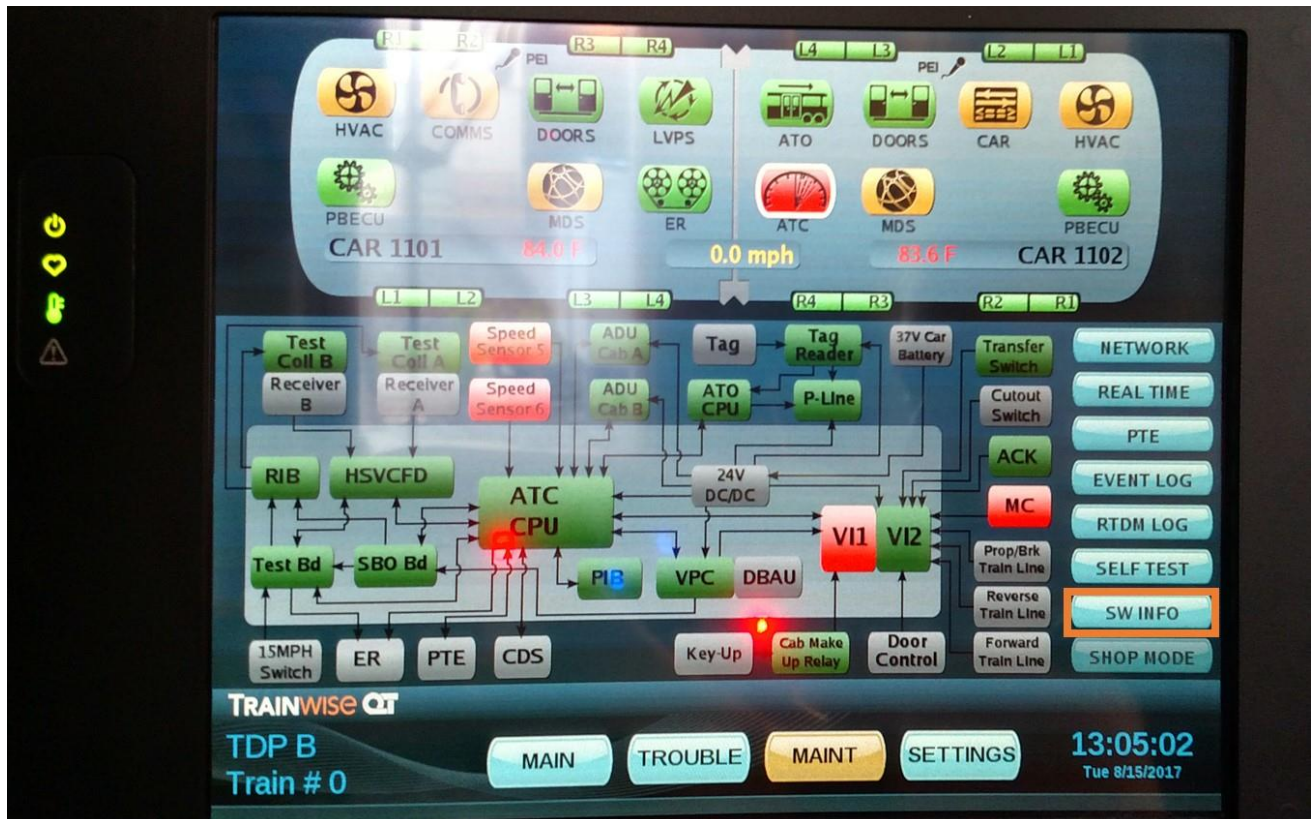 R1 R2 R3 R4 L4 L3 L2 L1
PEI PEI
HVAC COMMS DOORS LVPS ATO DOORS CAR HVAC
PBECU MDS ER ATC MDS PBECU
CAR 1101 84.0 F 0.0 mph 83.6 F CAR 1102
L1 L2 L3 L4 R4 R3 R2 R1
Test
Coil B
Test
Coil A
Speed
Sensor 5
ADU
Cab A
Tag
Tag
Reader
37V Car
Battery
Transfer
Switch
NETWORK
Receiver
B
Receiver
A
Speed
Sensor 6
ADU
Cab B
ATO
CPU
P-Line
Cutout
Switch
REAL TIME
PTE
RIB
HSVCFD
ATC
CPU
24V
DC/DC
ACK
EVENT LOG
MC
VI1
VI2
RTDM LOG
Test Bd
SBO Bd
PIB
VPC
DBAU
Prop/Brk
Train Line
SELF TEST
Reverse
Train Line
SW INFO
15MPH
Switch
ER
PTE
CDS
Key-Up
Cab Make
Up Relay
Door
Control
Forward
Train Line
SHOP MODE
TRAINWISE QT
TDP B
Train # 0
MAIN
TROUBLE
MAINT
SETTINGS
13:05:02
Tue 8/15/2017